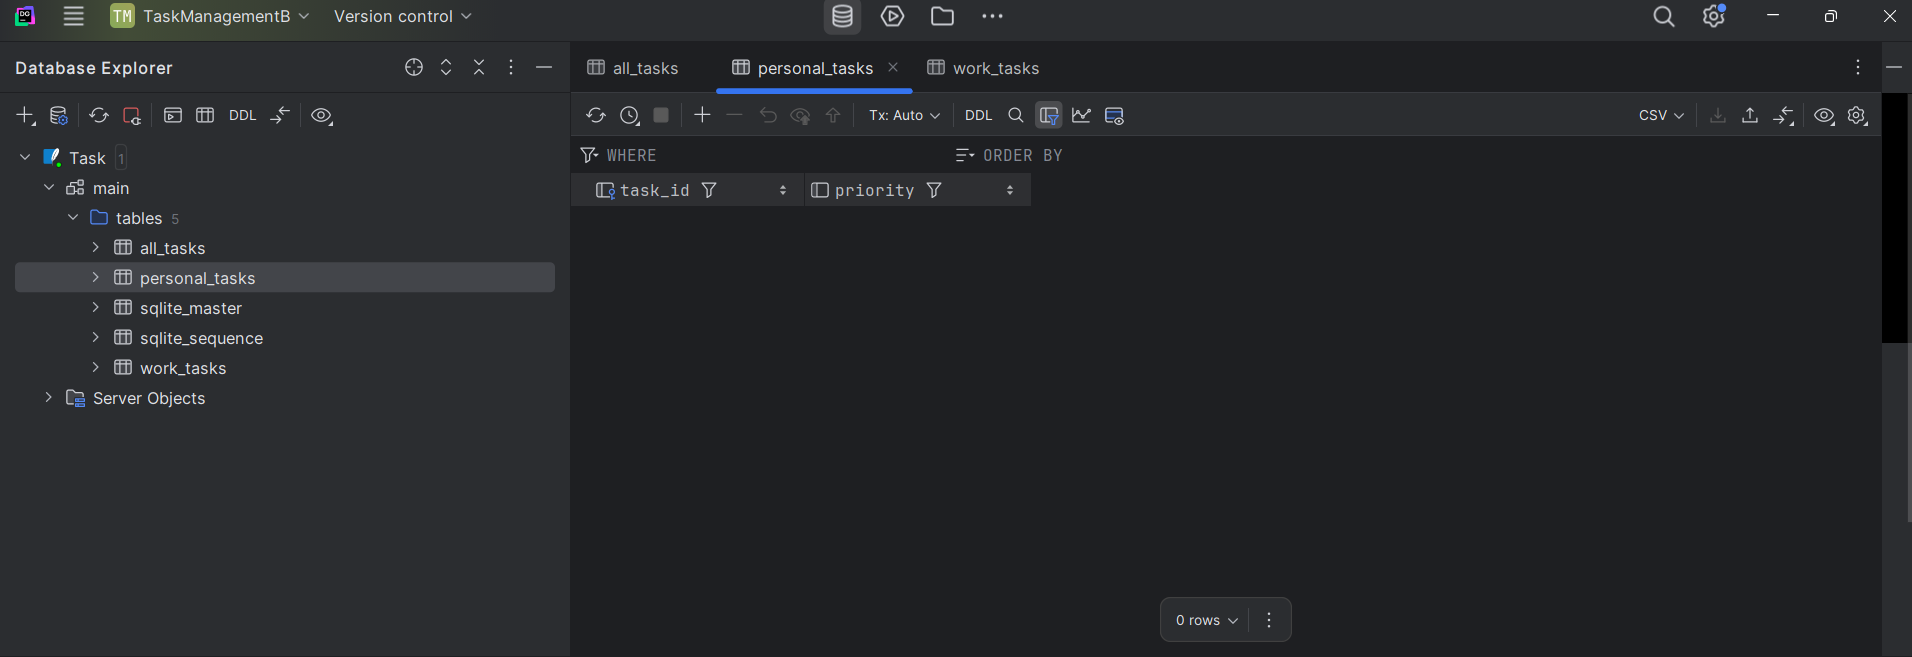 DG TM TaskManagementB Version control
Database Explorer
DDL
Task 1
main
tables 5
all_tasks
personal_tasks
sqlite_master
sqlite_sequence
work_tasks
Server Objects
all_tasks personal_tasks work_tasks
Tx: Auto DDL CSV
WHERE ORDER BY
task_id priority
0 rows